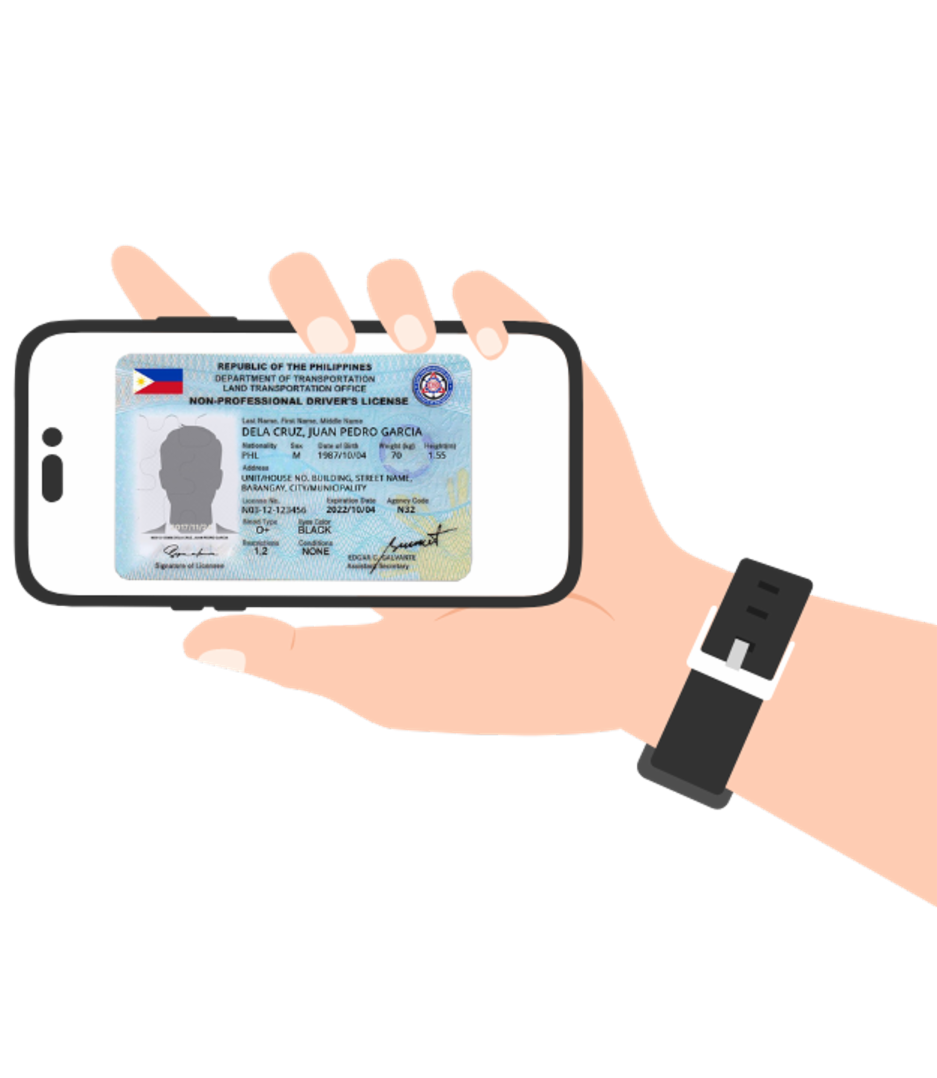 REPUBLIC OF THE PHILIPPINES
DEPARTMENT OF TRANSPORTATION
LAND TRANSPORTATION OFFICE
NON-PROFESSIONAL DRIVER'S LICENSE
Last Name, First Name, Middle Name
DELA CRUZ, JUAN PEDRO GARCIA
Nationality Sex Date of Birth Weight (kg) Height(m)
PHL M 1987/10/04 70 1.55
Address
UNIT/HOUSE NO. BUILDING, STREET NAME,
BARANGAY, CITY/MUNICIPALITY
License No. Expiration Date Agency Code
N03-12-123456 2022/10/04 N32
Blood Type Eyes Color
O+ BLACK
Restrictions Conditions
1,2 NONE
EDGAR C. GALVANTE
Assistant Secretary
Signature of Licensee